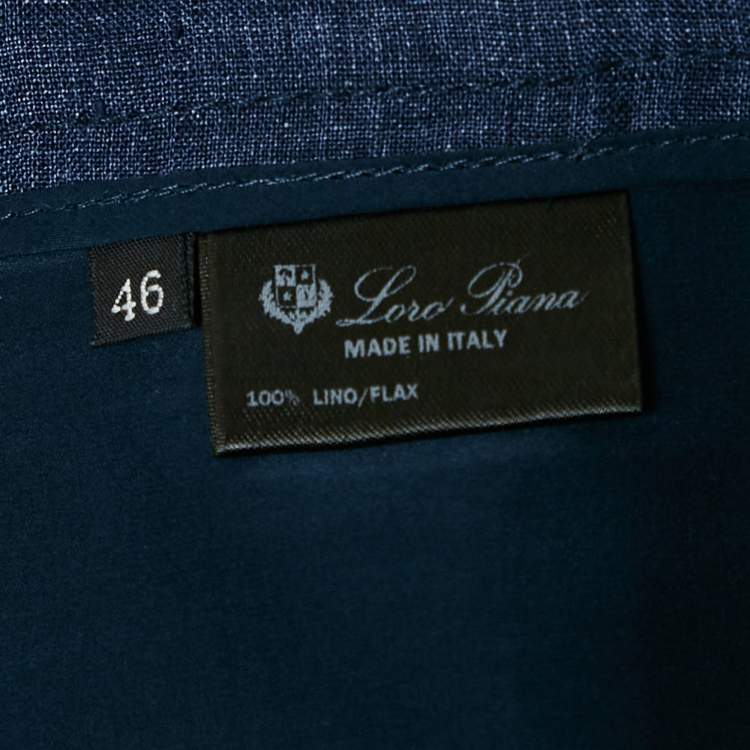 46
Loro Piana
MADE IN ITALY
100% LINO/FLAX